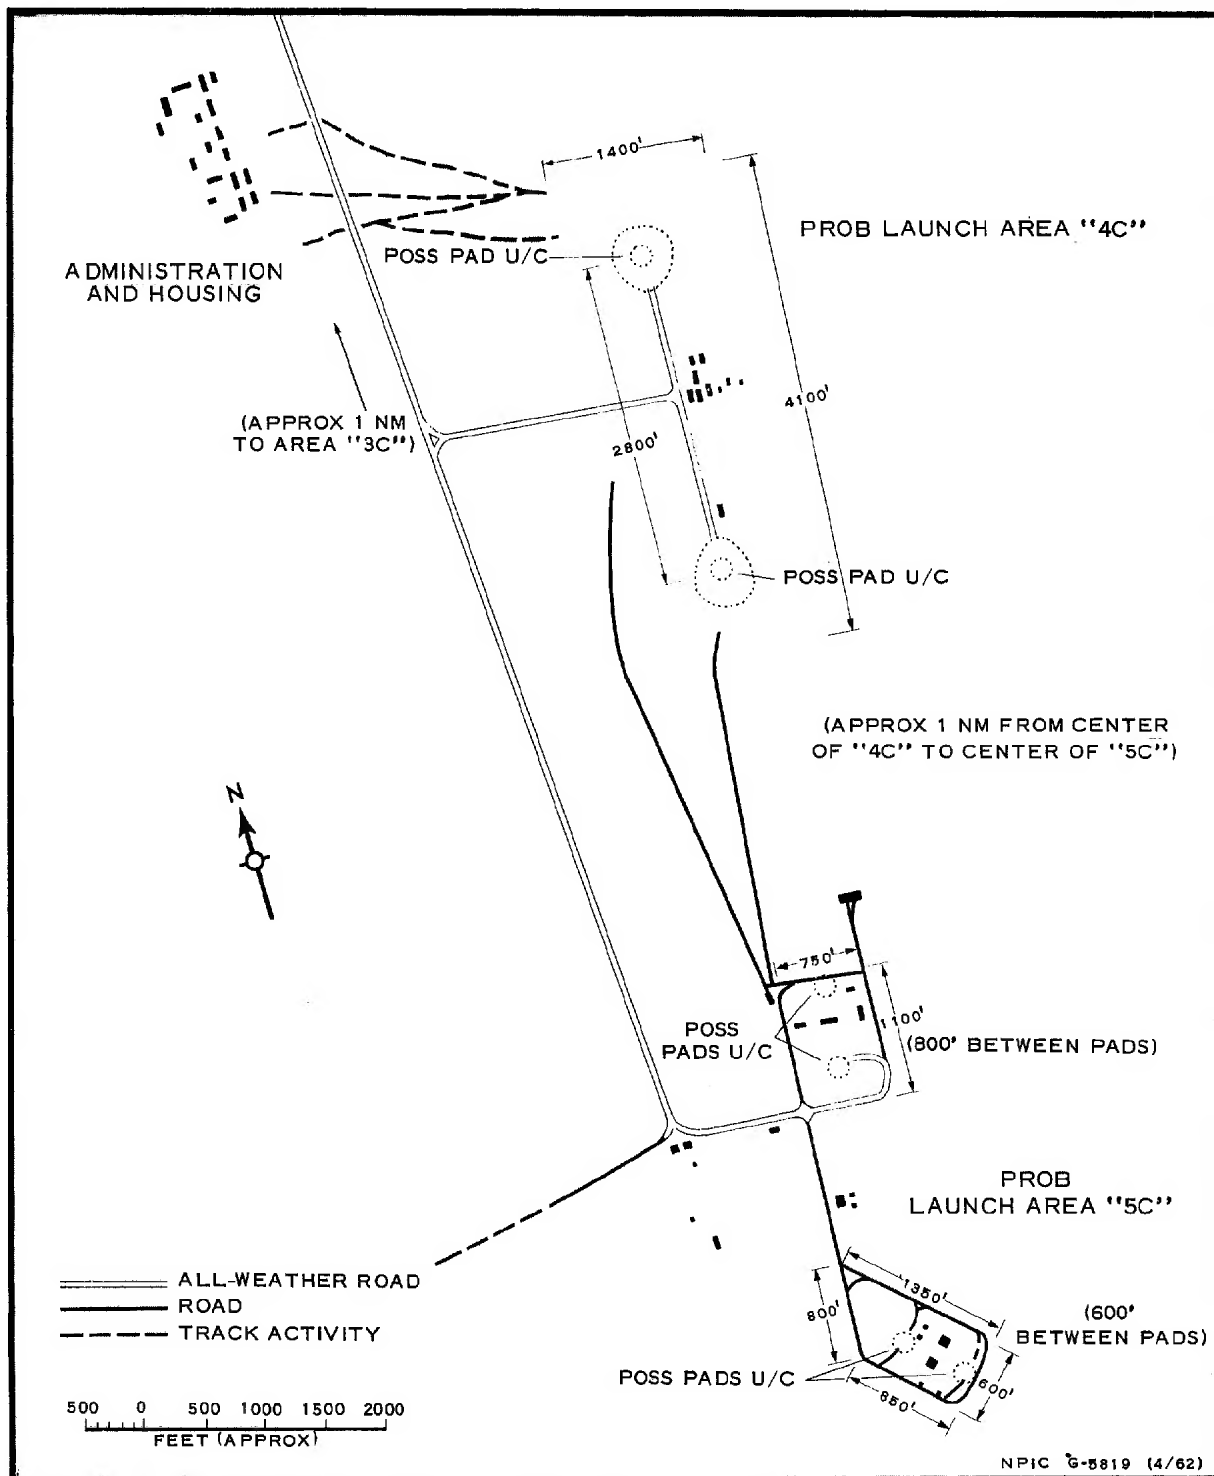 1400'
PROB LAUNCH AREA "4C"
POSS PAD U/C
ADMINISTRATION
AND HOUSING
4100'
(APPROX 1 NM
TO AREA "3C")
2800'
POSS PAD U/C
(APPROX 1 NM FROM CENTER
OF "4C" TO CENTER OF "5C")
N
750'
1100'
POSS
PADS U/C
(800' BETWEEN PADS)
PROB
LAUNCH AREA "5C"
ALL-WEATHER ROAD
ROAD
TRACK ACTIVITY
1350'
800'
(600'
BETWEEN PADS)
POSS PADS U/C
600'
850'
500 0 500 1000 1500 2000
FEET (APPROX)
NPIC G-5819 (4/62)